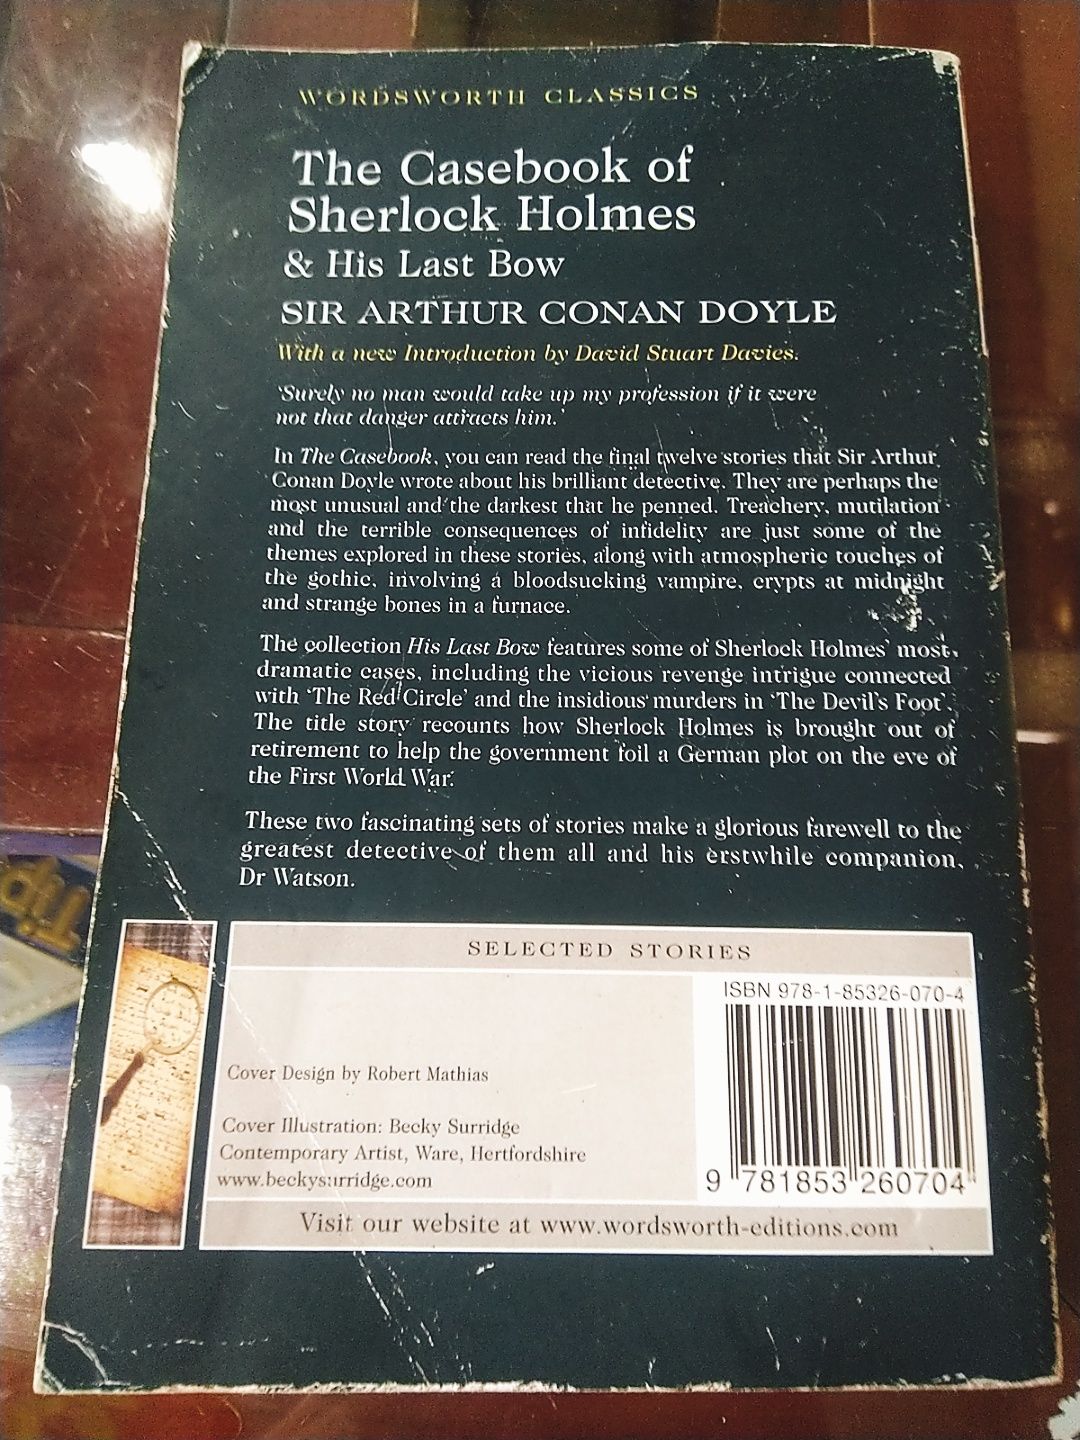 WORDSWORTH CLASSICS
The Casebook of
Sherlock Holmes
& His Last Bow
SIR ARTHUR CONAN DOYLE
With a new Introduction by David Stuart Davies.
'Surely no man would take up my profession if it were
not that danger attracts him.'
In The Casebook, you can read the final twelve stories that Sir Arthur
Conan Doyle wrote about his brilliant detective. They are perhaps the
most unusual and the darkest that he penned. Treachery, mutilation
and the terrible consequences of infidelity are just some of the
themes explored in these stories, along with atmospheric touches of
the gothic, involving a bloodsucking vampire, crypts at midnight
and strange bones in a furnace.
The collection His Last Bow features some of Sherlock Holmes' most
dramatic cases, including the vicious revenge intrigue connected
with 'The Red Circle' and the insidious murders in 'The Devil's Foot'.
The title story recounts how Sherlock Holmes is brought out of
retirement to help the government foil a German plot on the eve of
the First World War.
These two fascinating sets of stories make a glorious farewell to the
greatest detective of them all and his erstwhile companion,
Dr Watson.
SELECTED STORIES
ISBN 978-1-85326-070-4
Cover Design by Robert Mathias
Cover Illustration: Becky Surridge
Contemporary Artist, Ware, Hertfordshire
www.beckysurridge.com
9 781853 260704
Visit our website at www.wordsworth-editions.com
Tip